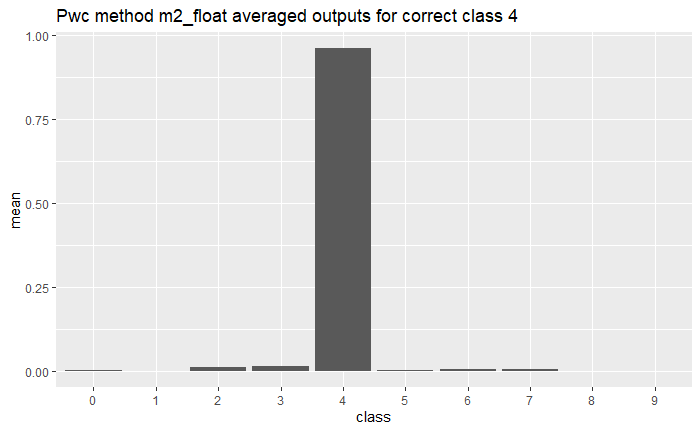 Pwc method m2_float averaged outputs for correct class 4
1.00
0.75
0.50
0.25
0.00
mean
0 1 2 3 4 5 6 7 8 9
class